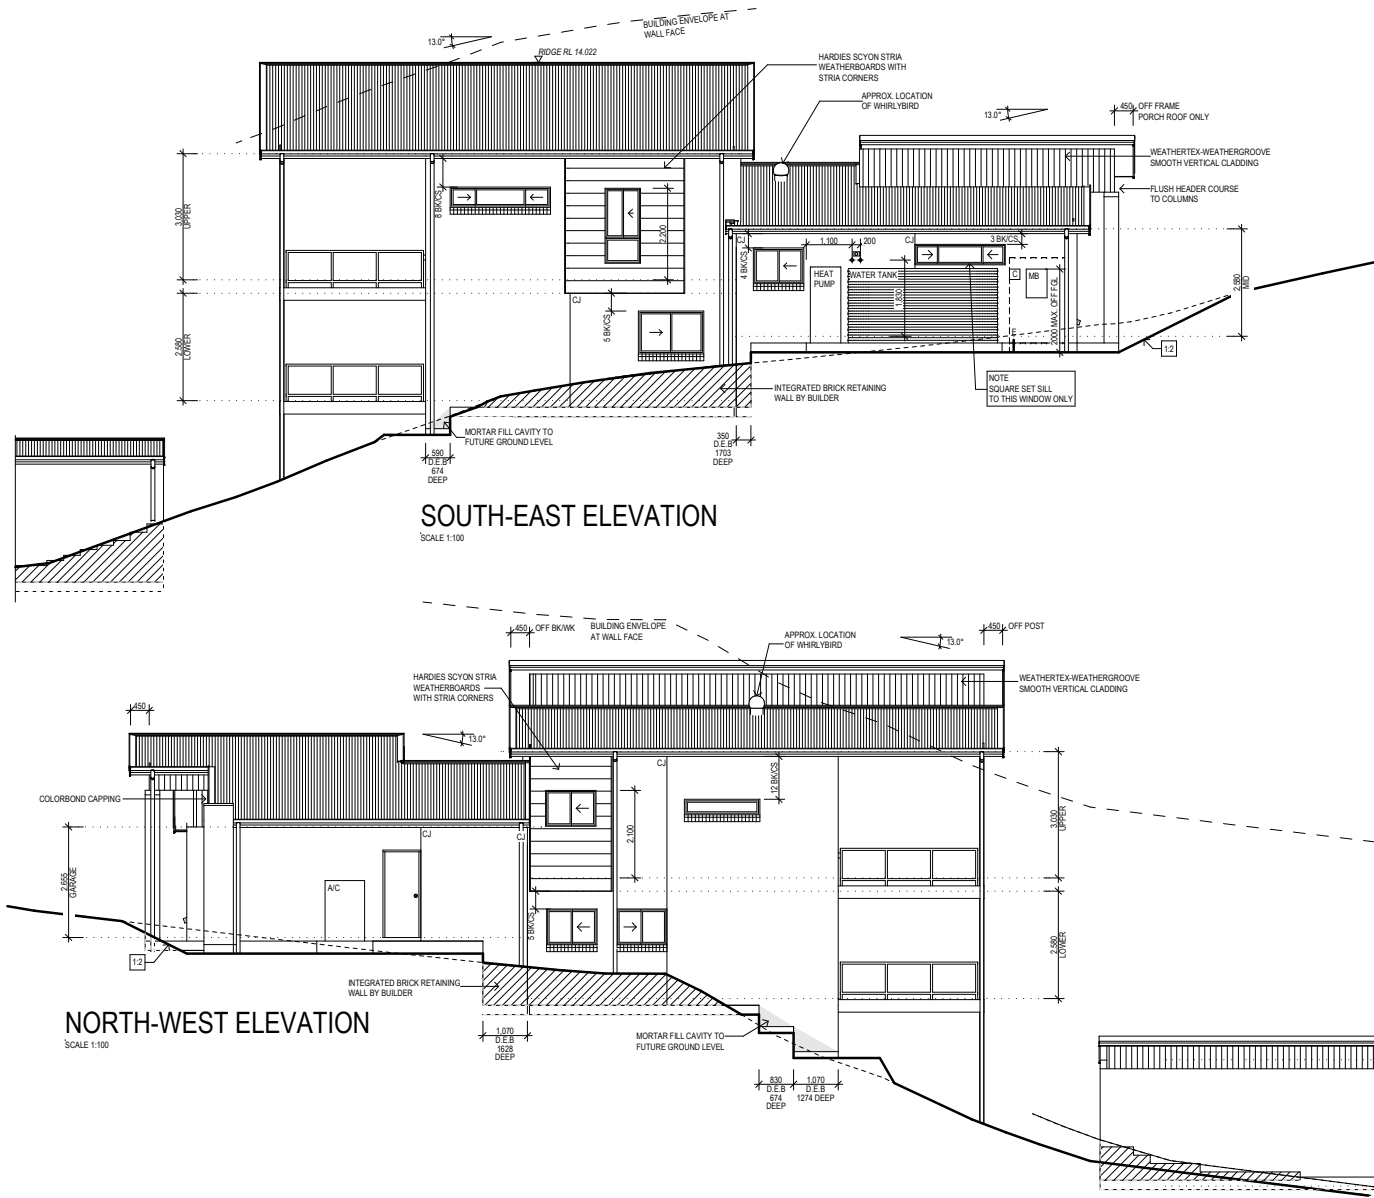 BUILDING ENVELOPE AT
WALL FACE
13.0°
RIDGE RL 14.022
HARDIES SCYON STRIA
WEATHERBOARDS WITH
STRIA CORNERS
APPROX. LOCATION
OF WHIRLYBIRD
13.0°
450 OFF FRAME
PORCH ROOF ONLY
WEATHERTEX-WEATHERGROOVE
SMOOTH VERTICAL CLADDING
FLUSH HEADER COURSE
TO COLUMNS
3,030
UPPER
8 BK/CS
2,200
CJ
1,100
200
CJ
3 BK/CS
4 BK/CS
HEAT
PUMP
WATER TANK
1,830
C
MB
2000 MAX. OFF FGL
E
2,560
MID
2,580
LOWER
CJ
5 BK/CS
1:2
NOTE
SQUARE SET SILL
TO THIS WINDOW ONLY
INTEGRATED BRICK RETAINING
WALL BY BUILDER
MORTAR FILL CAVITY TO
FUTURE GROUND LEVEL
590
D.E.B
674
DEEP
350
D.E.B
1703
DEEP
SOUTH-EAST ELEVATION
SCALE 1:100
450 OFF BK/WK
BUILDING ENVELOPE
AT WALL FACE
APPROX. LOCATION
OF WHIRLYBIRD
13.0°
450 OFF POST
HARDIES SCYON STRIA
WEATHERBOARDS
WITH STRIA CORNERS
WEATHERTEX-WEATHERGROOVE
SMOOTH VERTICAL CLADDING
450
13.0°
COLORBOND CAPPING
CJ
12 BK/CS
2,100
3,030
UPPER
2,655
GARAGE
CJ
CJ
A/C
5 BK/CS
2,580
LOWER
1:2
INTEGRATED BRICK RETAINING
WALL BY BUILDER
NORTH-WEST ELEVATION
SCALE 1:100
1,070
D.E.B
1628
DEEP
MORTAR FILL CAVITY TO
FUTURE GROUND LEVEL
830
D.E.B
674
DEEP
1,070
D.E.B
1274 DEEP